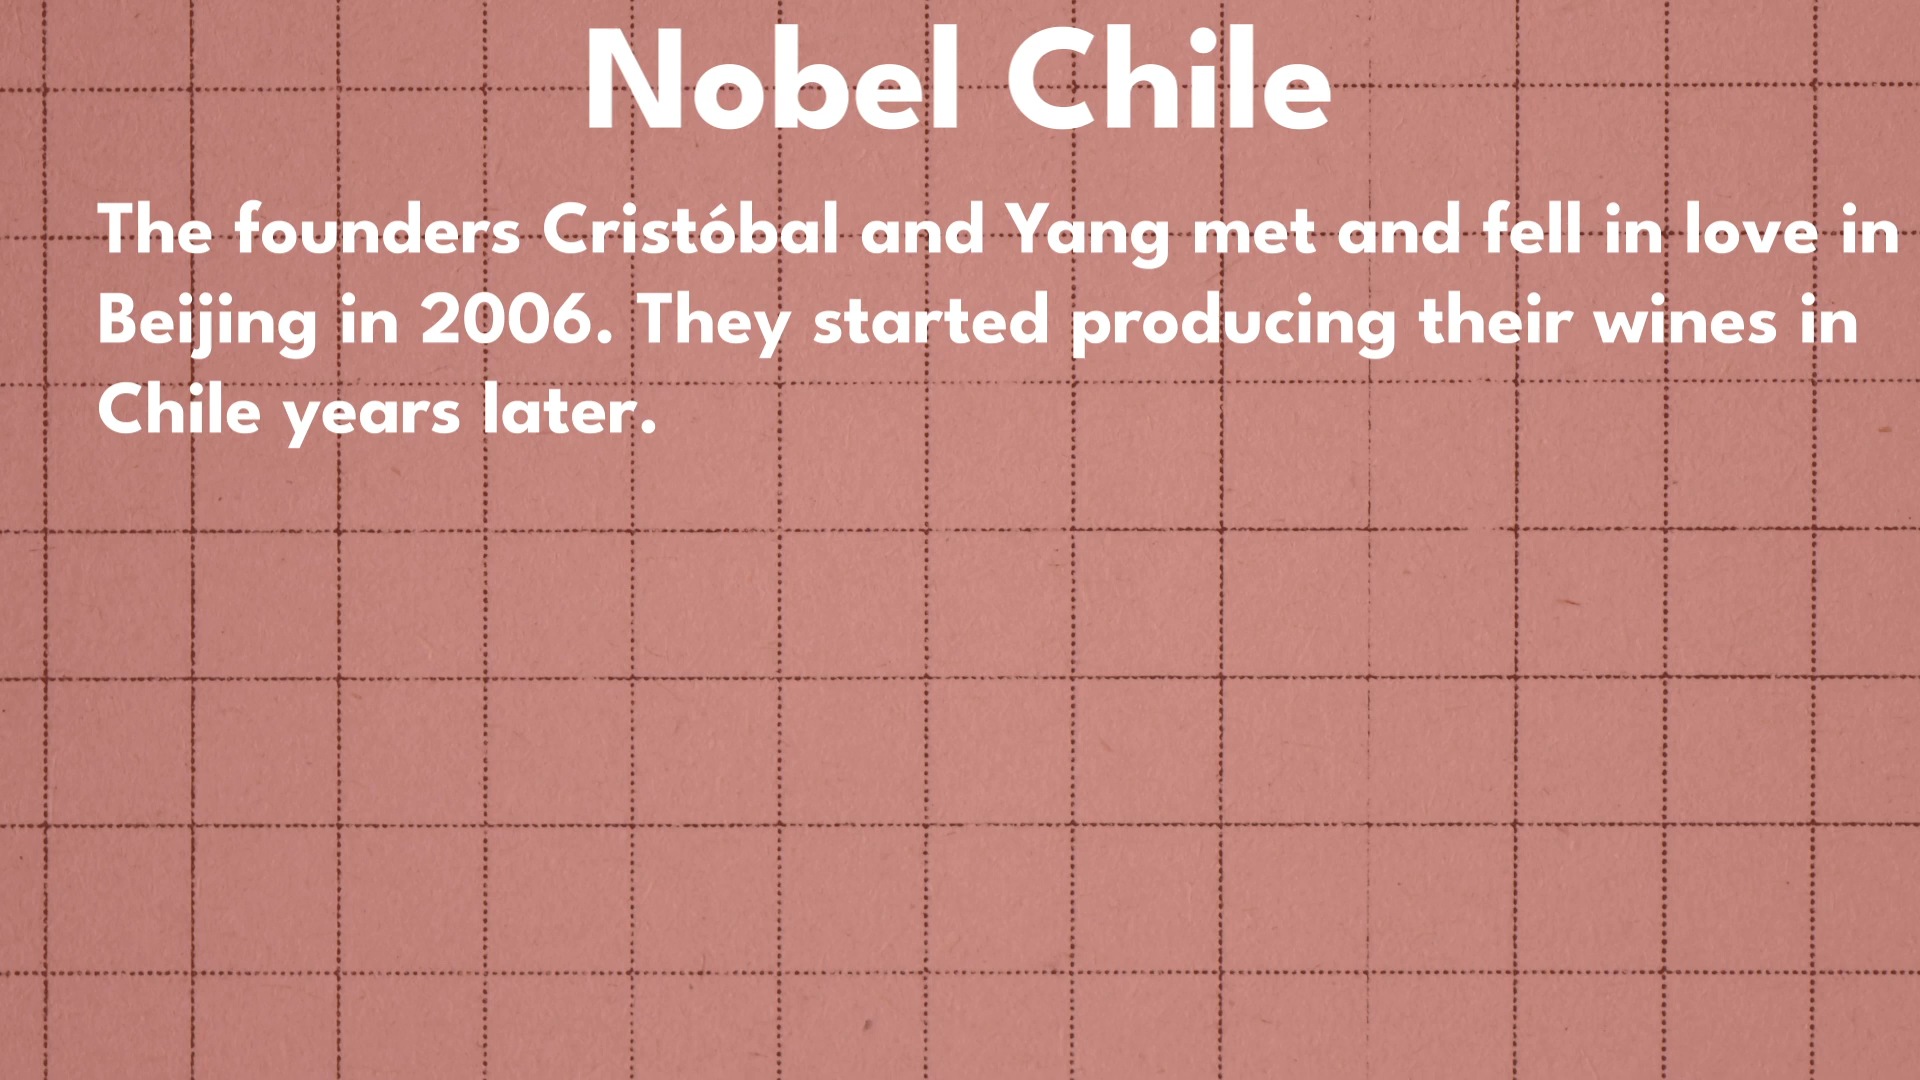 Nobel Chile
The founders Cristóbal and Yang met and fell in love in
Beijing in 2006. They started producing their wines in
Chile years later.